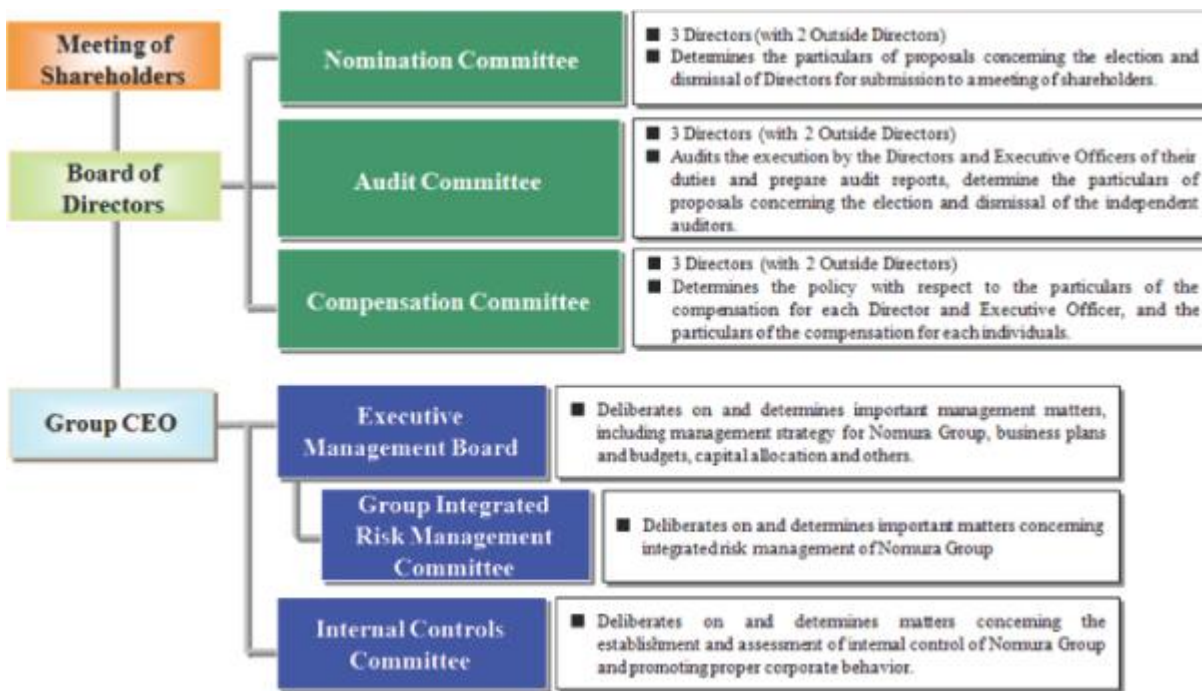 Meeting of
Shareholders
Nomination Committee
■ 3 Directors (with 2 Outside Directors)
■ Determines the particulars of proposals concerning the election and
dismissal of Directors for submission to a meeting of shareholders.
Board of
Directors
Audit Committee
■ 3 Directors (with 2 Outside Directors)
■ Audits the execution by the Directors and Executive Officers of their
duties and prepare audit reports, determine the particulars of
proposals concerning the election and dismissal of the independent
auditors.
Compensation Committee
■ 3 Directors (with 2 Outside Directors)
■ Determines the policy with respect to the particulars of the
compensation for each Director and Executive Officer, and the
particulars of the compensation for each individuals.
Group CEO
Executive
Management Board
■ Deliberates on and determines important management matters,
including management strategy for Nomura Group, business plans
and budgets, capital allocation and others.
Group Integrated
Risk Management
Committee
■ Deliberates on and determines important matters concerning
integrated risk management of Nomura Group
Internal Controls
Committee
■ Deliberates on and determines matters concerning the
establishment and assessment of internal control of Nomura Group
and promoting proper corporate behavior.